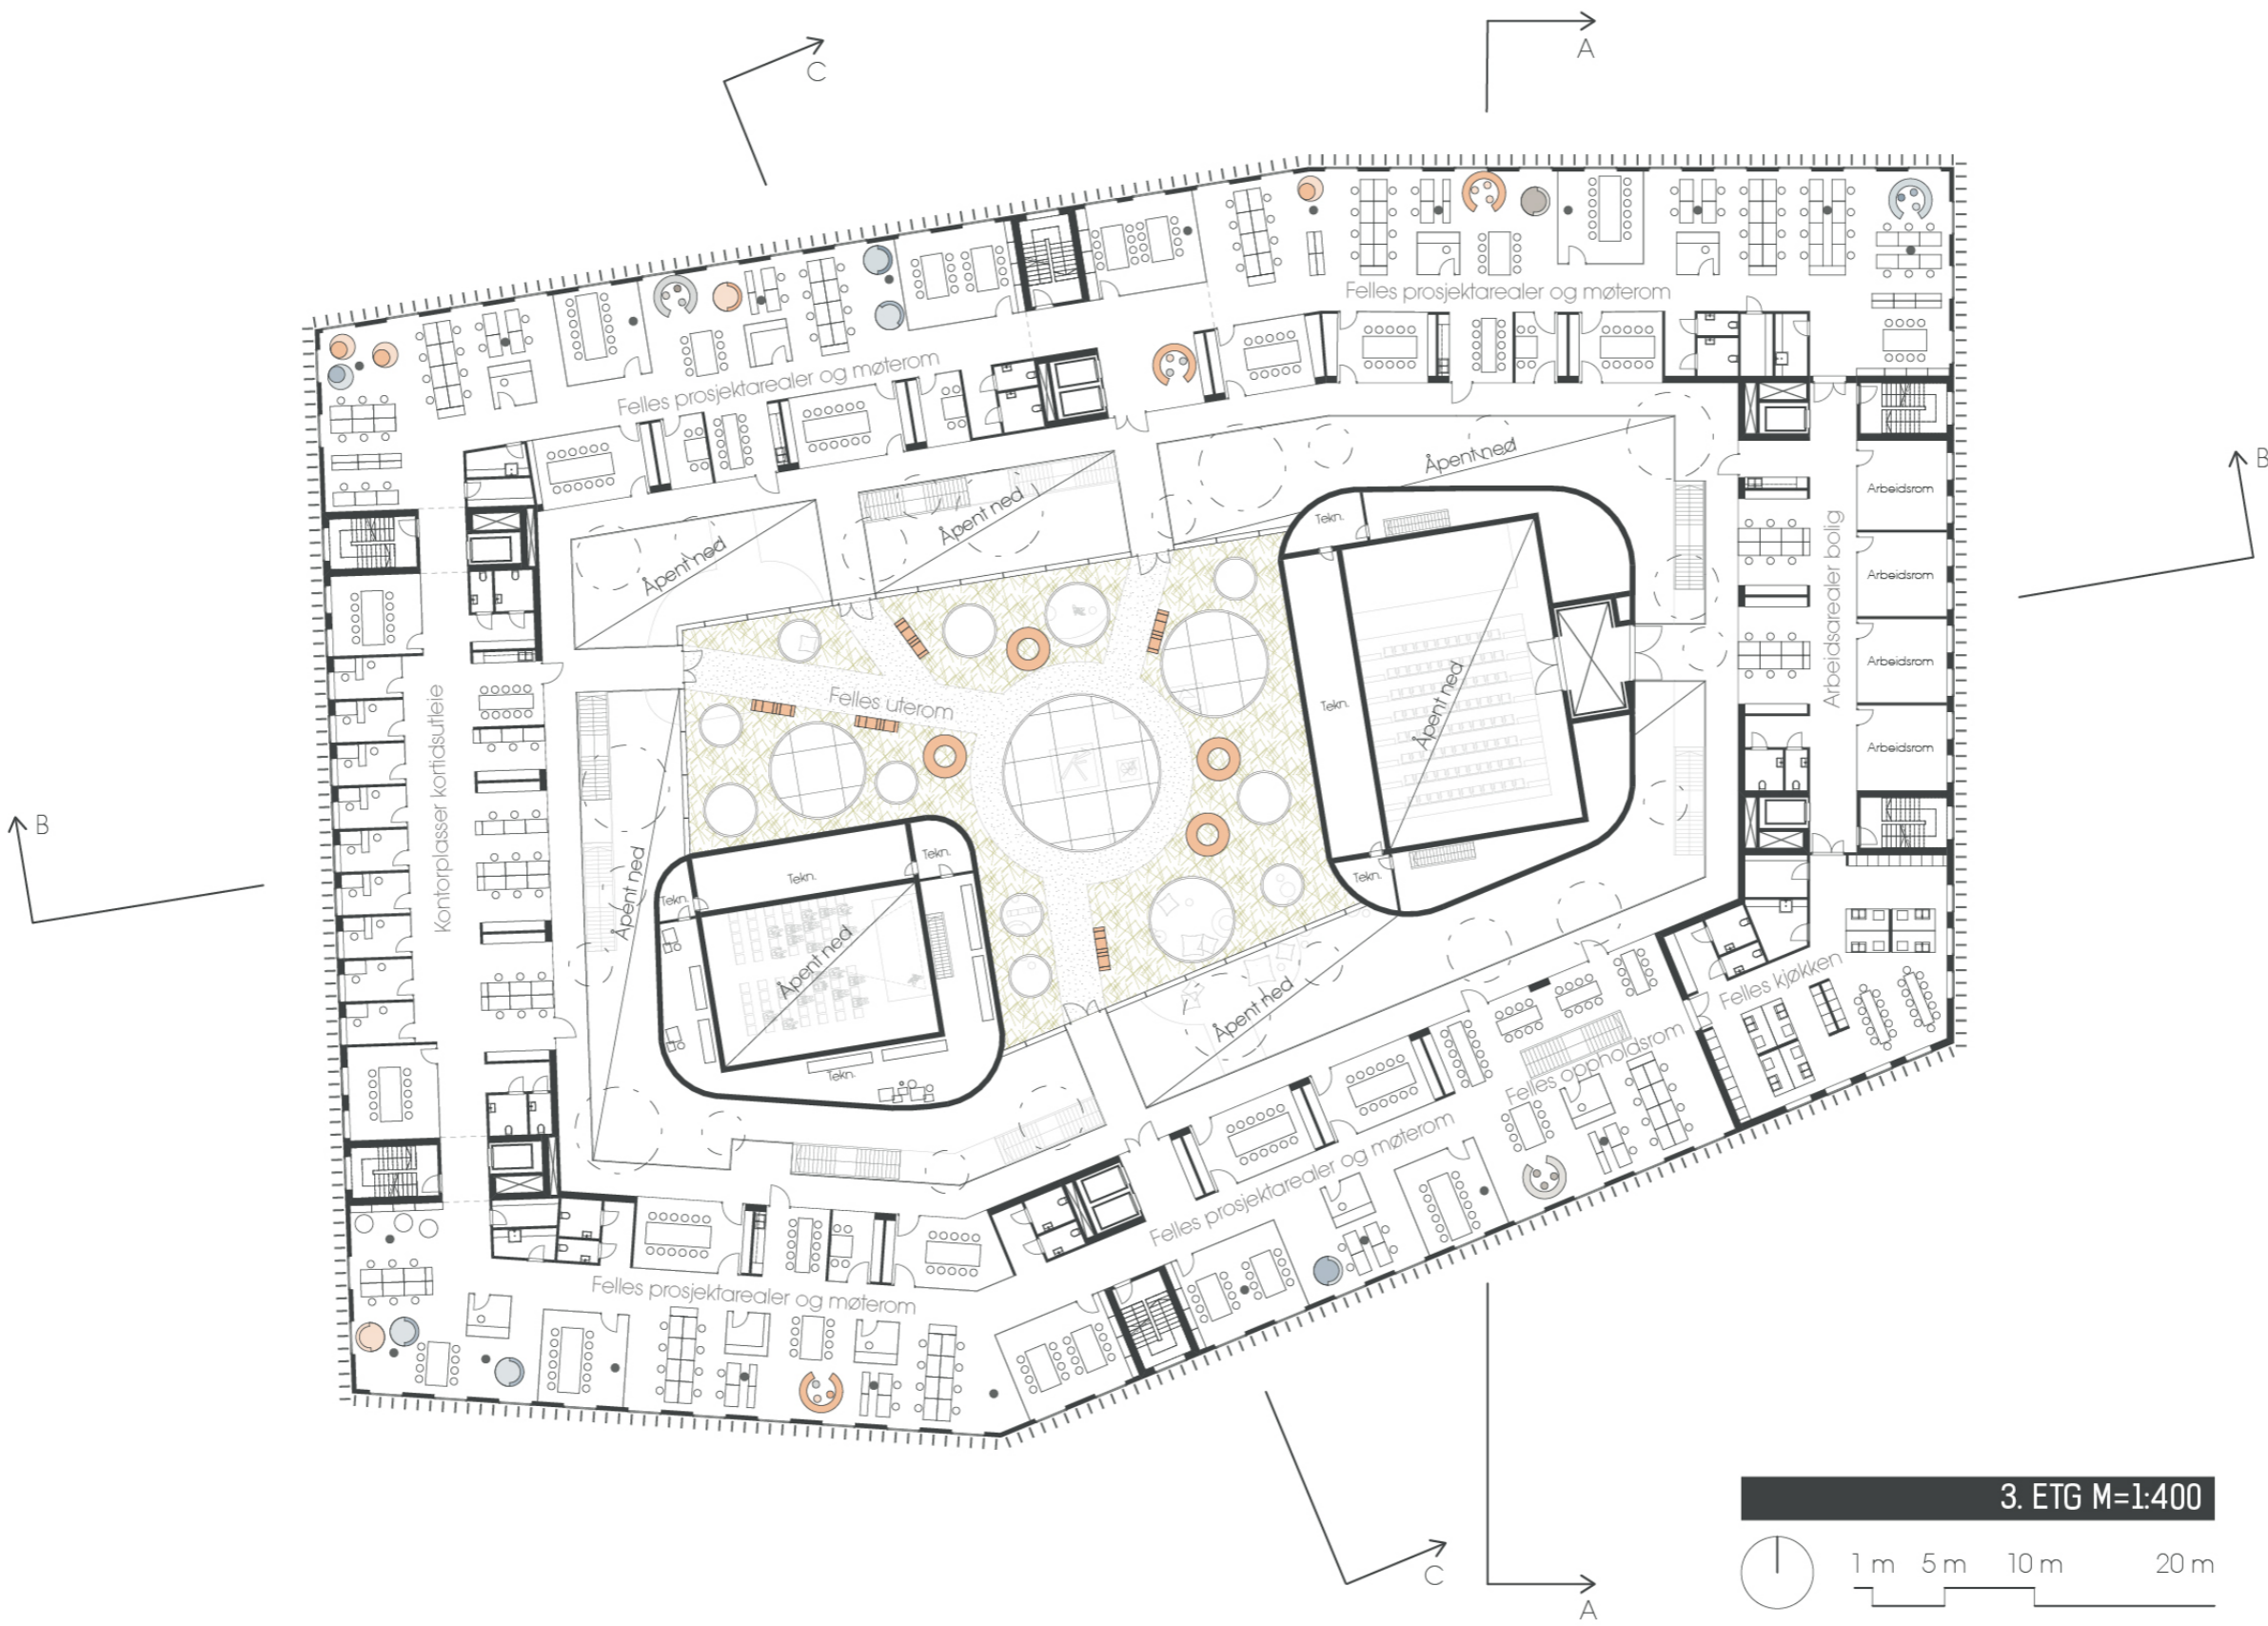 A
C
Felles prosjektarealer og møterom
Felles prosjektarealer og møterom
Åpent ned
B
Arbeidsrom
Tekn.
Åpent ned
Åpent ned
Arbeidsrom
Arbeidsarealer bolig
Arbeidsrom
Felles uterom
Tekn.
Åpent ned
Arbeidsrom
Kontorplasser kortidsutleie
B
Tekn.
Tekn.
Tekn.
Tekn.
Åpent ned
Åpent ned
Felles kjøkken
Åpent ned
Tekn.
Felles oppholdsrom
Felles prosjektarealer og møterom
Felles prosjektarealer og møterom
3. ETG M=1:400
1 m 5 m 10 m 20 m
C
A